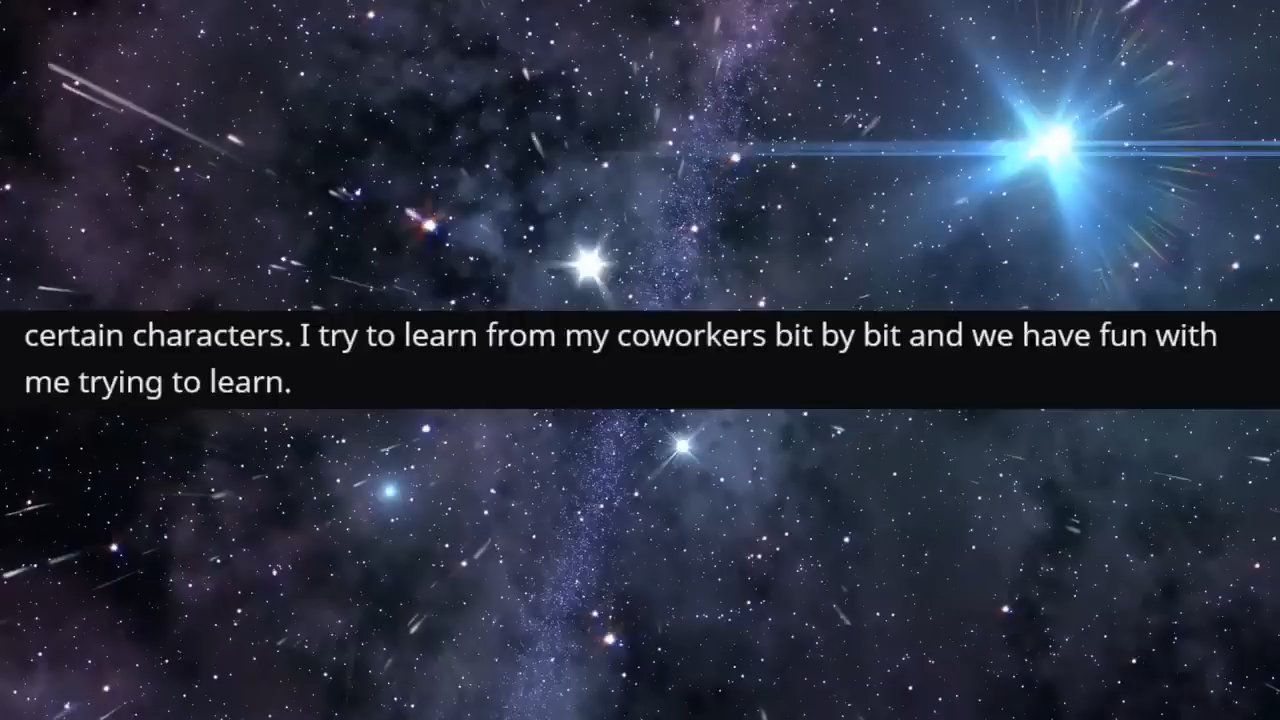 certain characters. I try to learn from my coworkers bit by bit and we have fun with
me trying to learn.